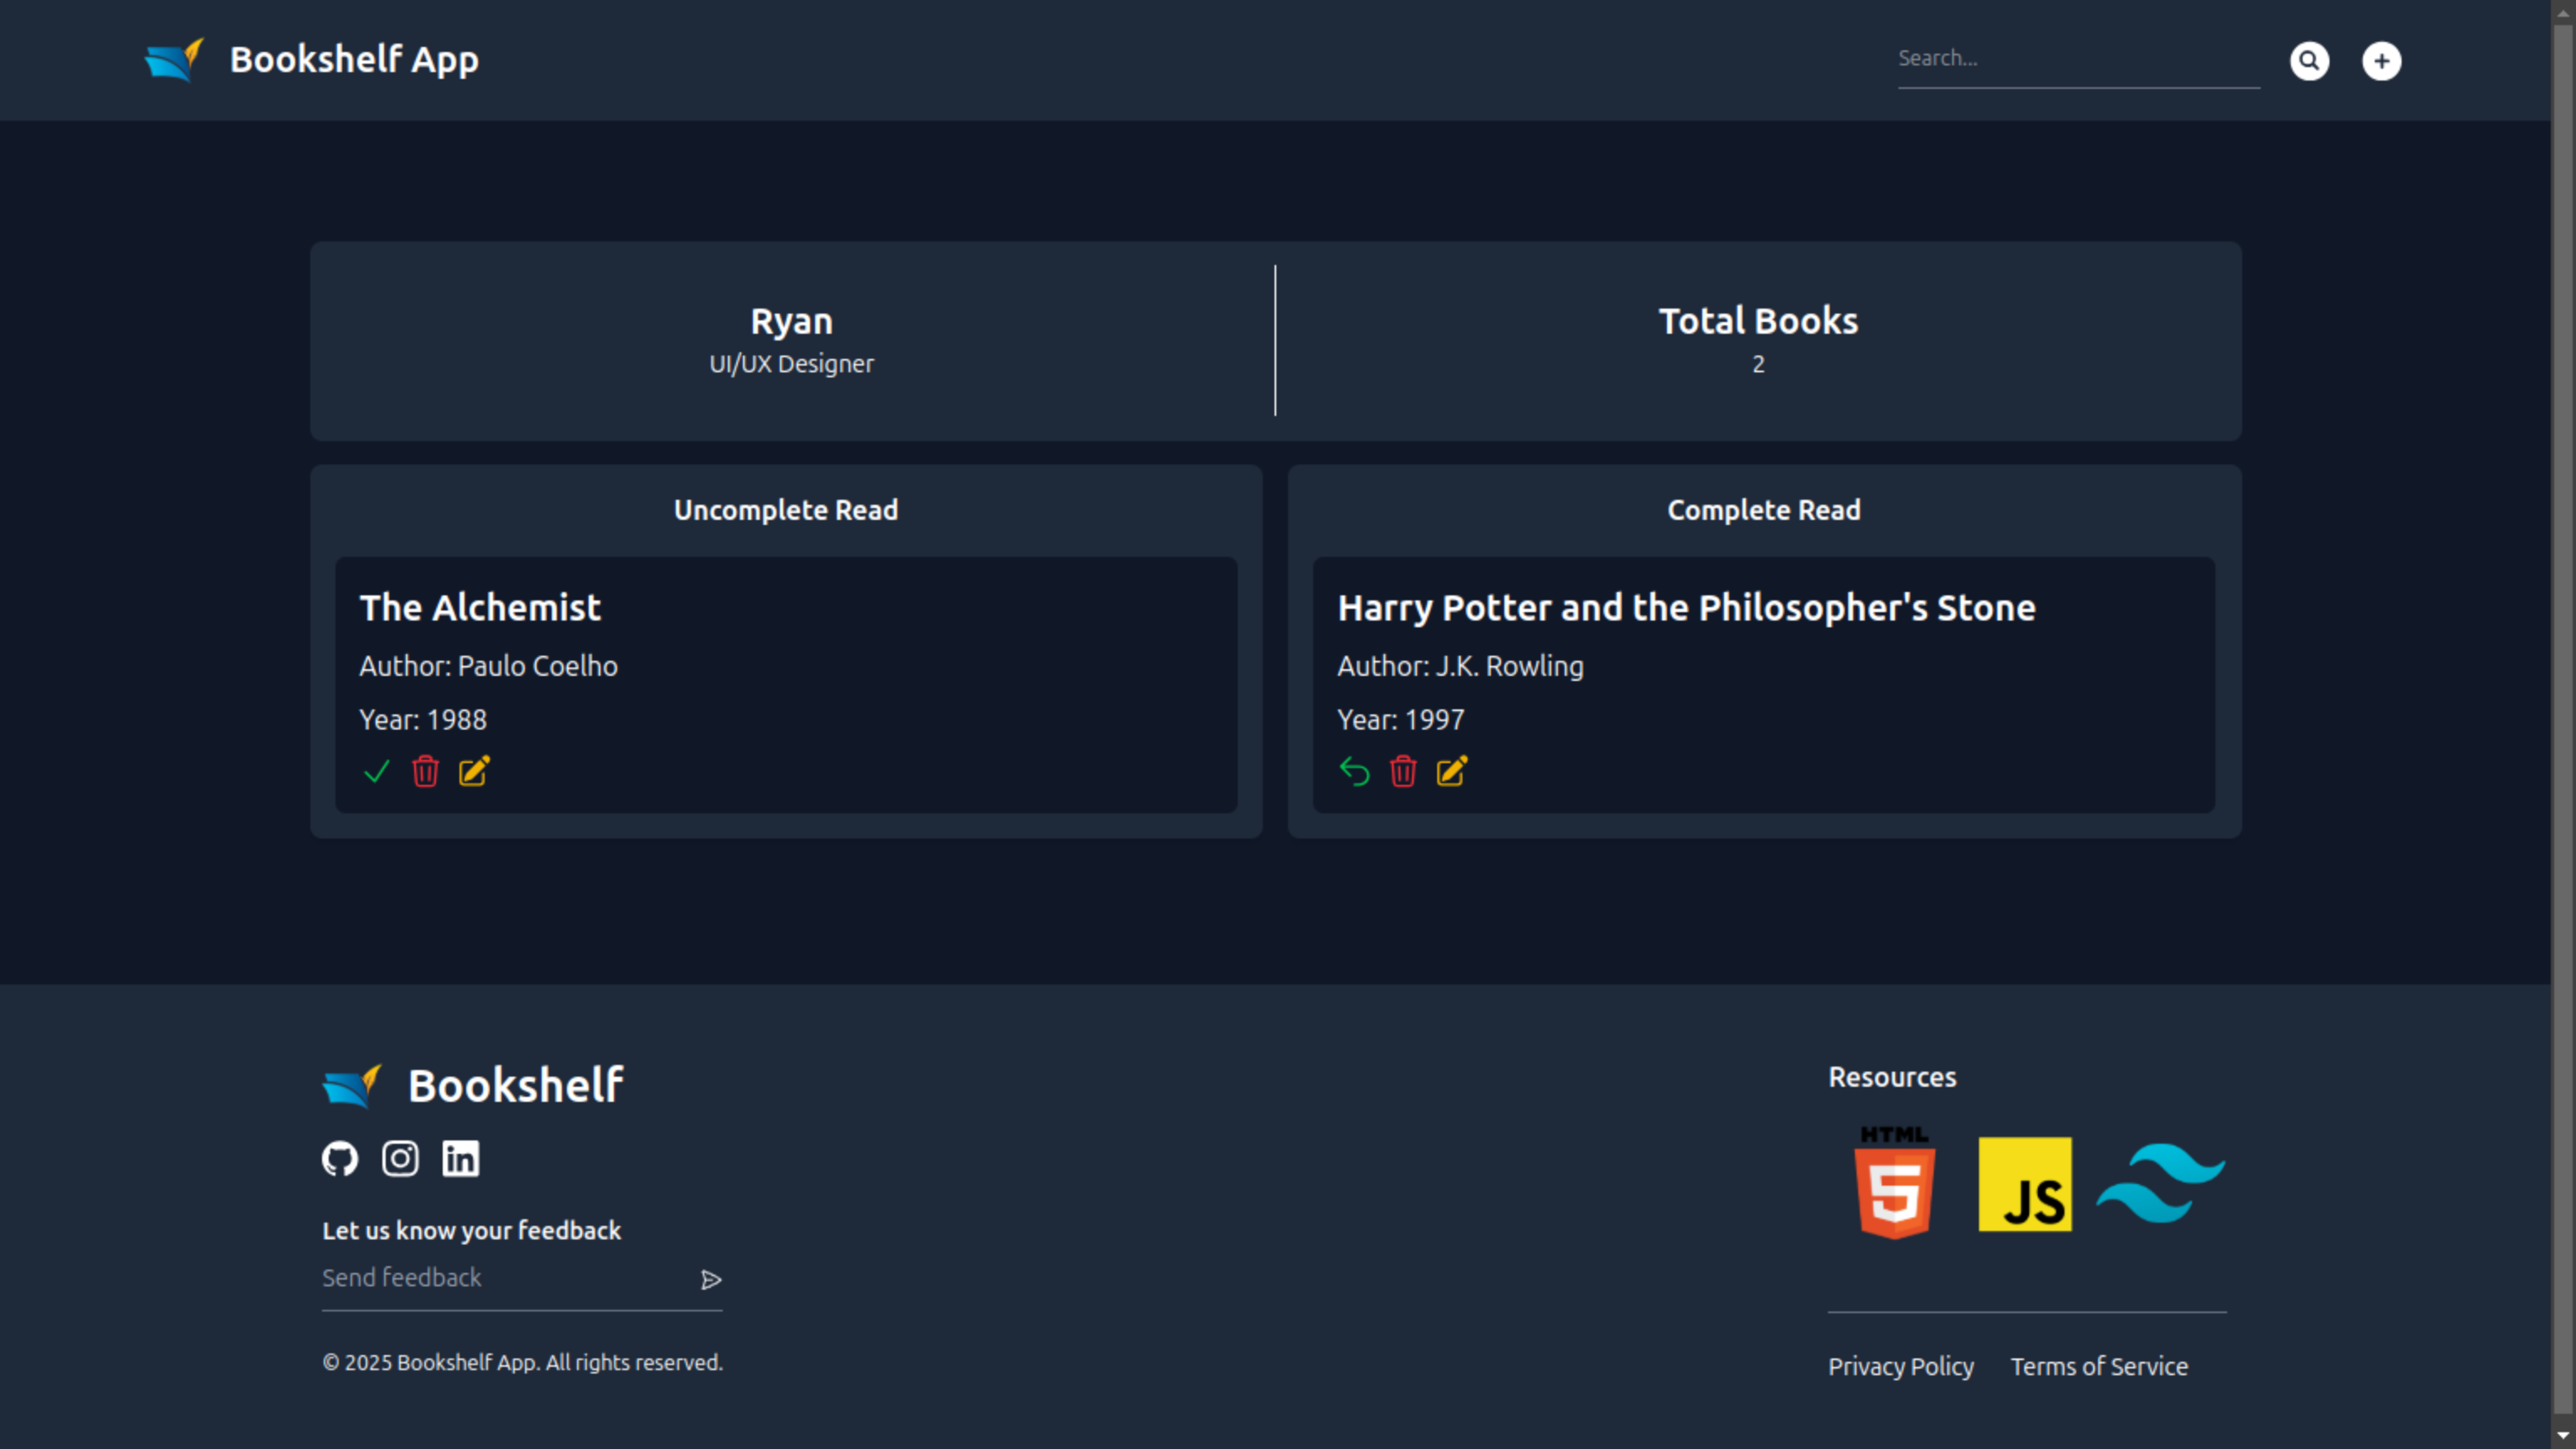 Bookshelf App
Search...
Ryan
UI/UX Designer
Total Books
2
Uncomplete Read
The Alchemist
Author: Paulo Coelho
Year: 1988
Complete Read
Harry Potter and the Philosopher's Stone
Author: J.K. Rowling
Year: 1997
Bookshelf
Let us know your feedback
Send feedback
© 2025 Bookshelf App. All rights reserved.
Resources
HTML
5
JS
Privacy Policy
Terms of Service